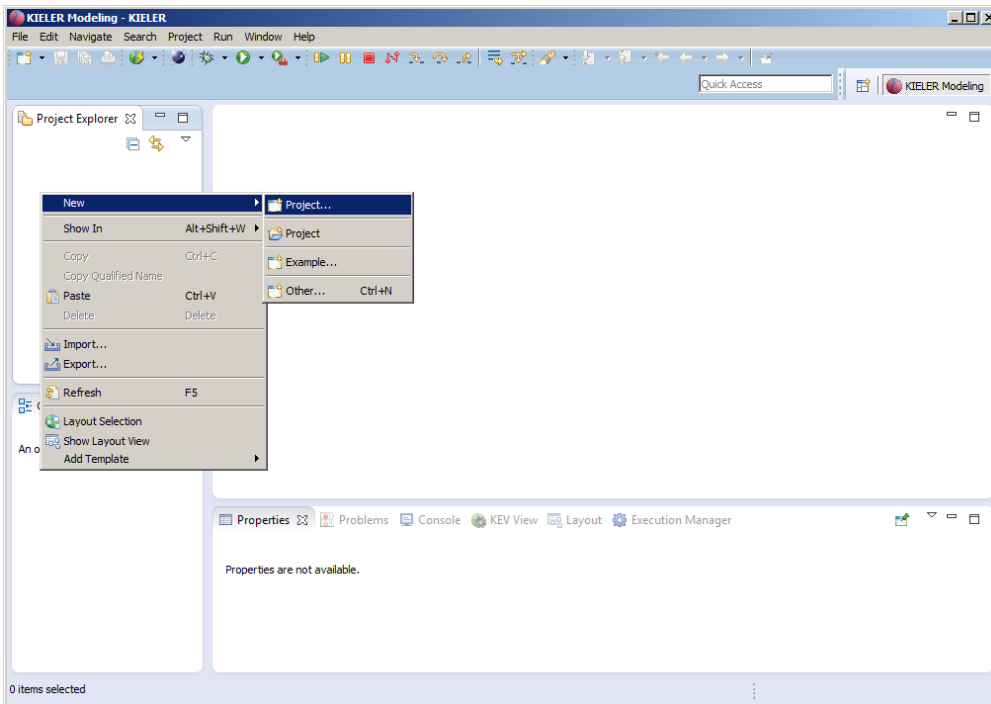 KIELER Modeling - KIELER
File Edit Navigate Search Project Run Window Help
Quick Access
KIELER Modeling
Project Explorer
New
Project...
Show In Alt+Shift+W
Project
Copy Ctrl+C
Example...
Copy Qualified Name
Paste Ctrl+V
Other... Ctrl+N
Delete Delete
Import...
Export...
Refresh F5
Layout Selection
Show Layout View
An o
Add Template
Properties Problems Console KEV View Layout Execution Manager
Properties are not available.
0 items selected